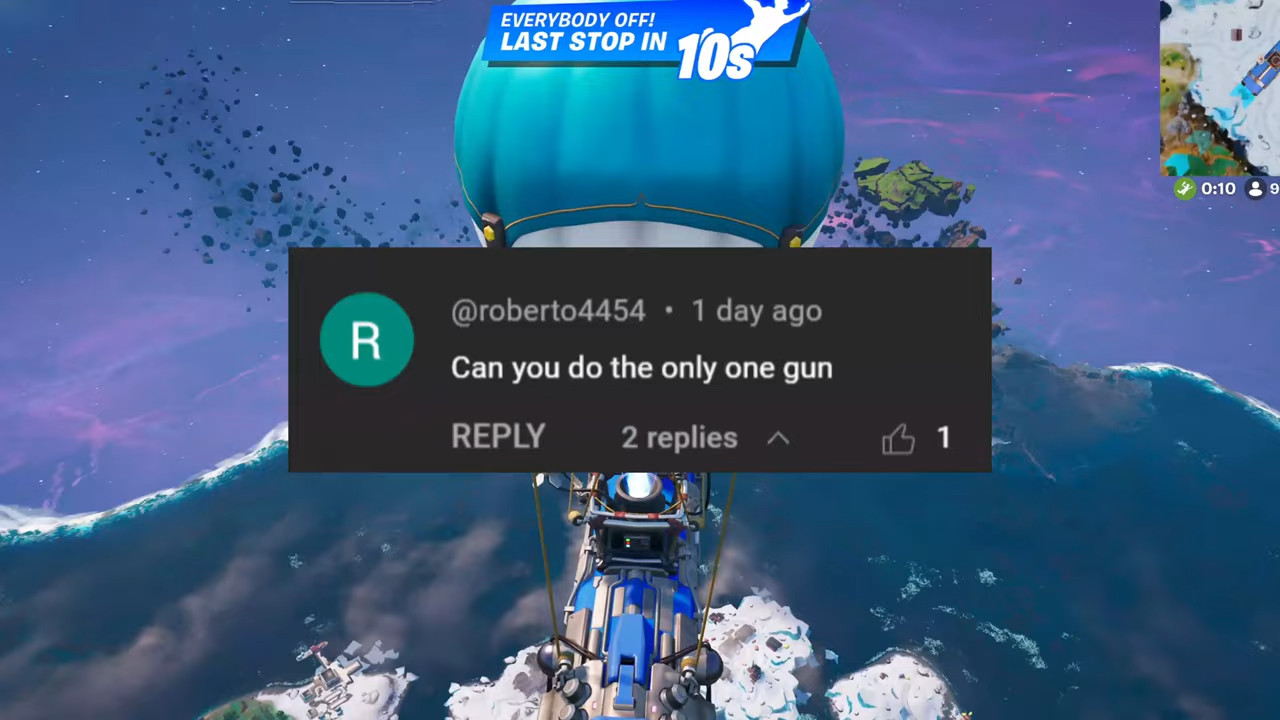 EVERYBODY OFF!
LAST STOP IN 10s
0:10 9
@roberto4454 • 1 day ago
R
Can you do the only one gun
REPLY 2 replies 1